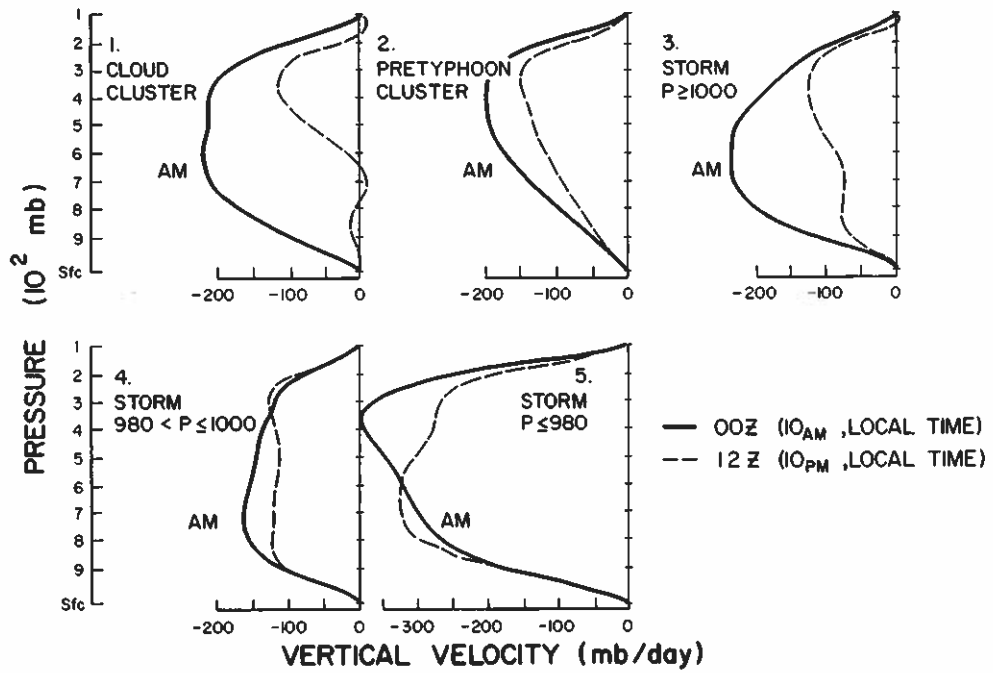 1
2
3
4
5
6
7
8
9
Sfc
1.
CLOUD
CLUSTER
AM
-200
-100
0
2.
PRETYPHOON
CLUSTER
AM
-200
-100
0
3.
STORM
P≥1000
AM
-200
-100
0
PRESSURE (10² mb)
1
2
3
4
5
6
7
8
9
Sfc
4.
STORM
980 < P ≤ 1000
AM
-200
-100
0
5.
STORM
P≤980
AM
-300
-200
-100
0
00Z (10AM ,LOCAL TIME)
12Z (10PM ,LOCAL TIME)
VERTICAL VELOCITY (mb/day)